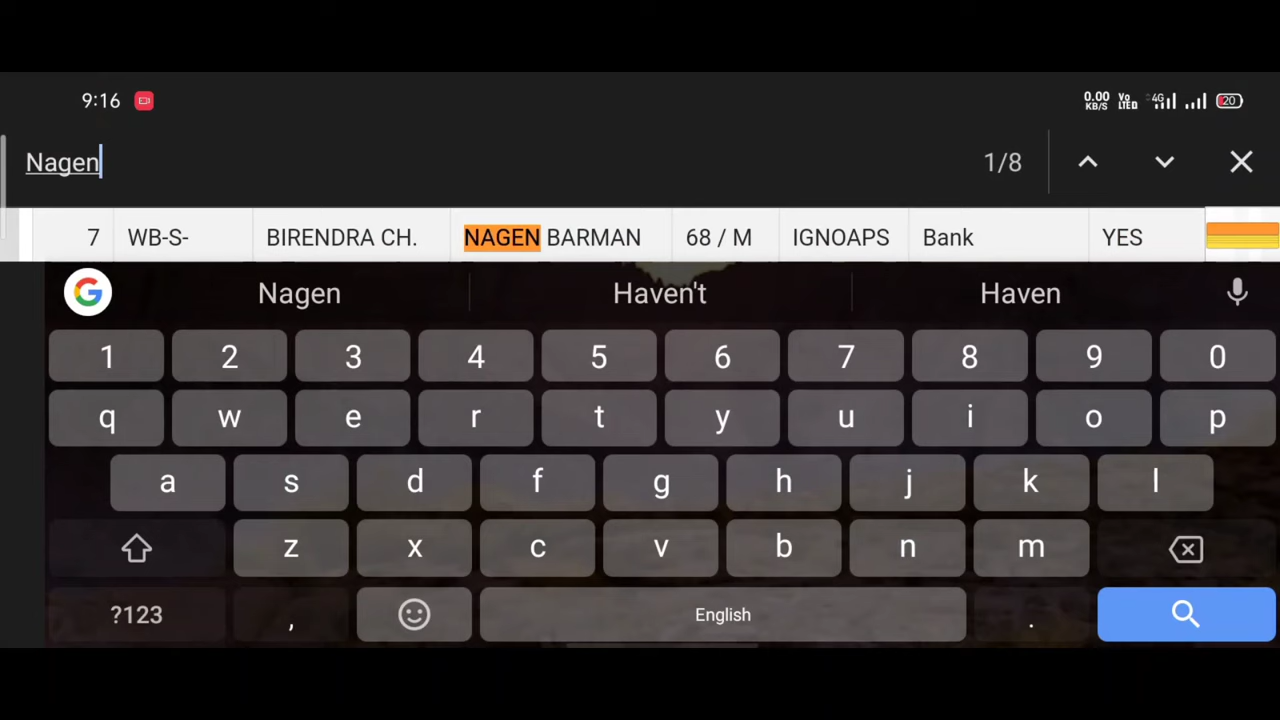 9:16
0.00 KB/S Vo LTED 4G 20
Nagen 1/8
7 WB-S- BIRENDRA CH. NAGEN BARMAN 68 / M IGNOAPS Bank YES
G Nagen Haven't Haven
1 2 3 4 5 6 7 8 9 0
q w e r t y u i o p
a s d f g h j k l
z x c v b n m
?123 , English .